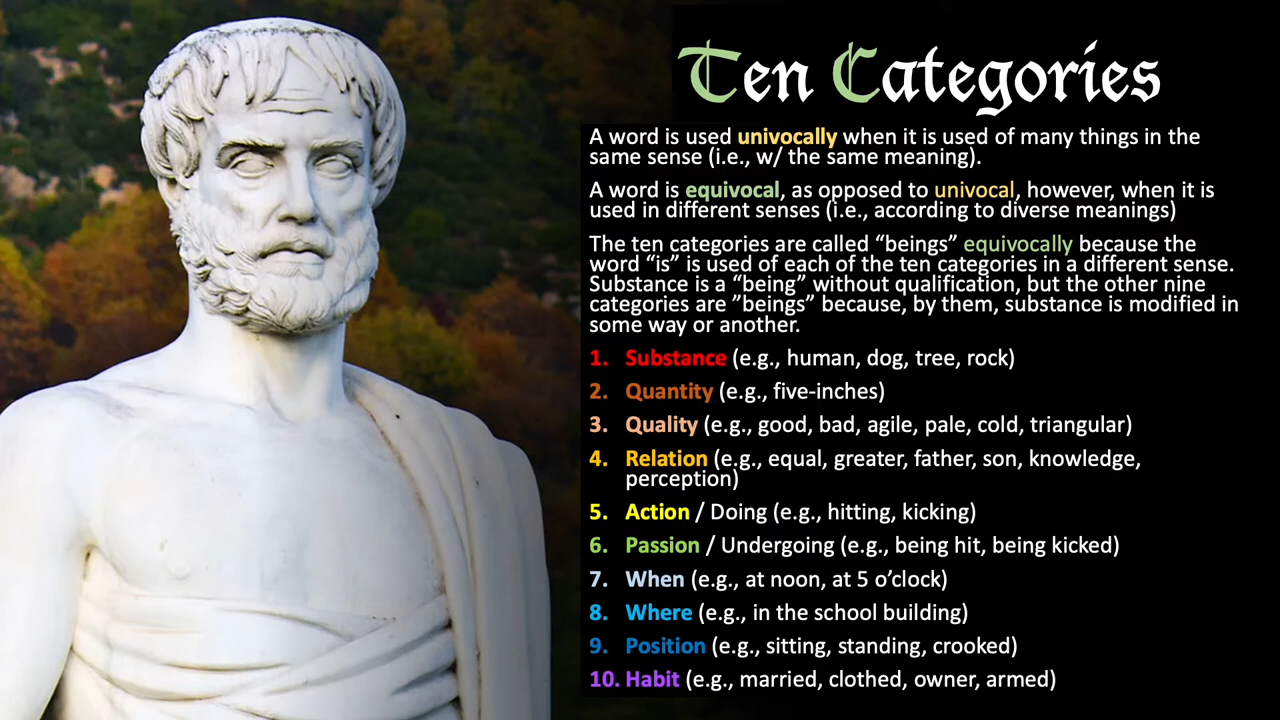 Ten Categories
A word is used univocally when it is used of many things in the
same sense (i.e., w/ the same meaning).
A word is equivocal, as opposed to univocal, however, when it is
used in different senses (i.e., according to diverse meanings)
The ten categories are called “beings” equivocally because the
word “is” is used of each of the ten categories in a different sense.
Substance is a “being” without qualification, but the other nine
categories are ”beings” because, by them, substance is modified in
some way or another.
1. Substance (e.g., human, dog, tree, rock)
2. Quantity (e.g., five-inches)
3. Quality (e.g., good, bad, agile, pale, cold, triangular)
4. Relation (e.g., equal, greater, father, son, knowledge,
perception)
5. Action / Doing (e.g., hitting, kicking)
6. Passion / Undergoing (e.g., being hit, being kicked)
7. When (e.g., at noon, at 5 o’clock)
8. Where (e.g., in the school building)
9. Position (e.g., sitting, standing, crooked)
10. Habit (e.g., married, clothed, owner, armed)